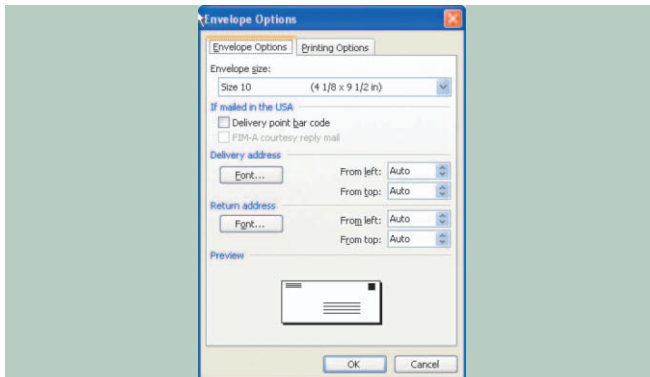 Envelope Options
Envelope Options Printing Options
Envelope size:
Size 10 (4 1/8 x 9 1/2 in)
If mailed in the USA
Delivery point bar code
FIM-A courtesy reply mail
Delivery address
Font... From left: Auto
From top: Auto
Return address
Font... From left: Auto
From top: Auto
Preview
OK Cancel